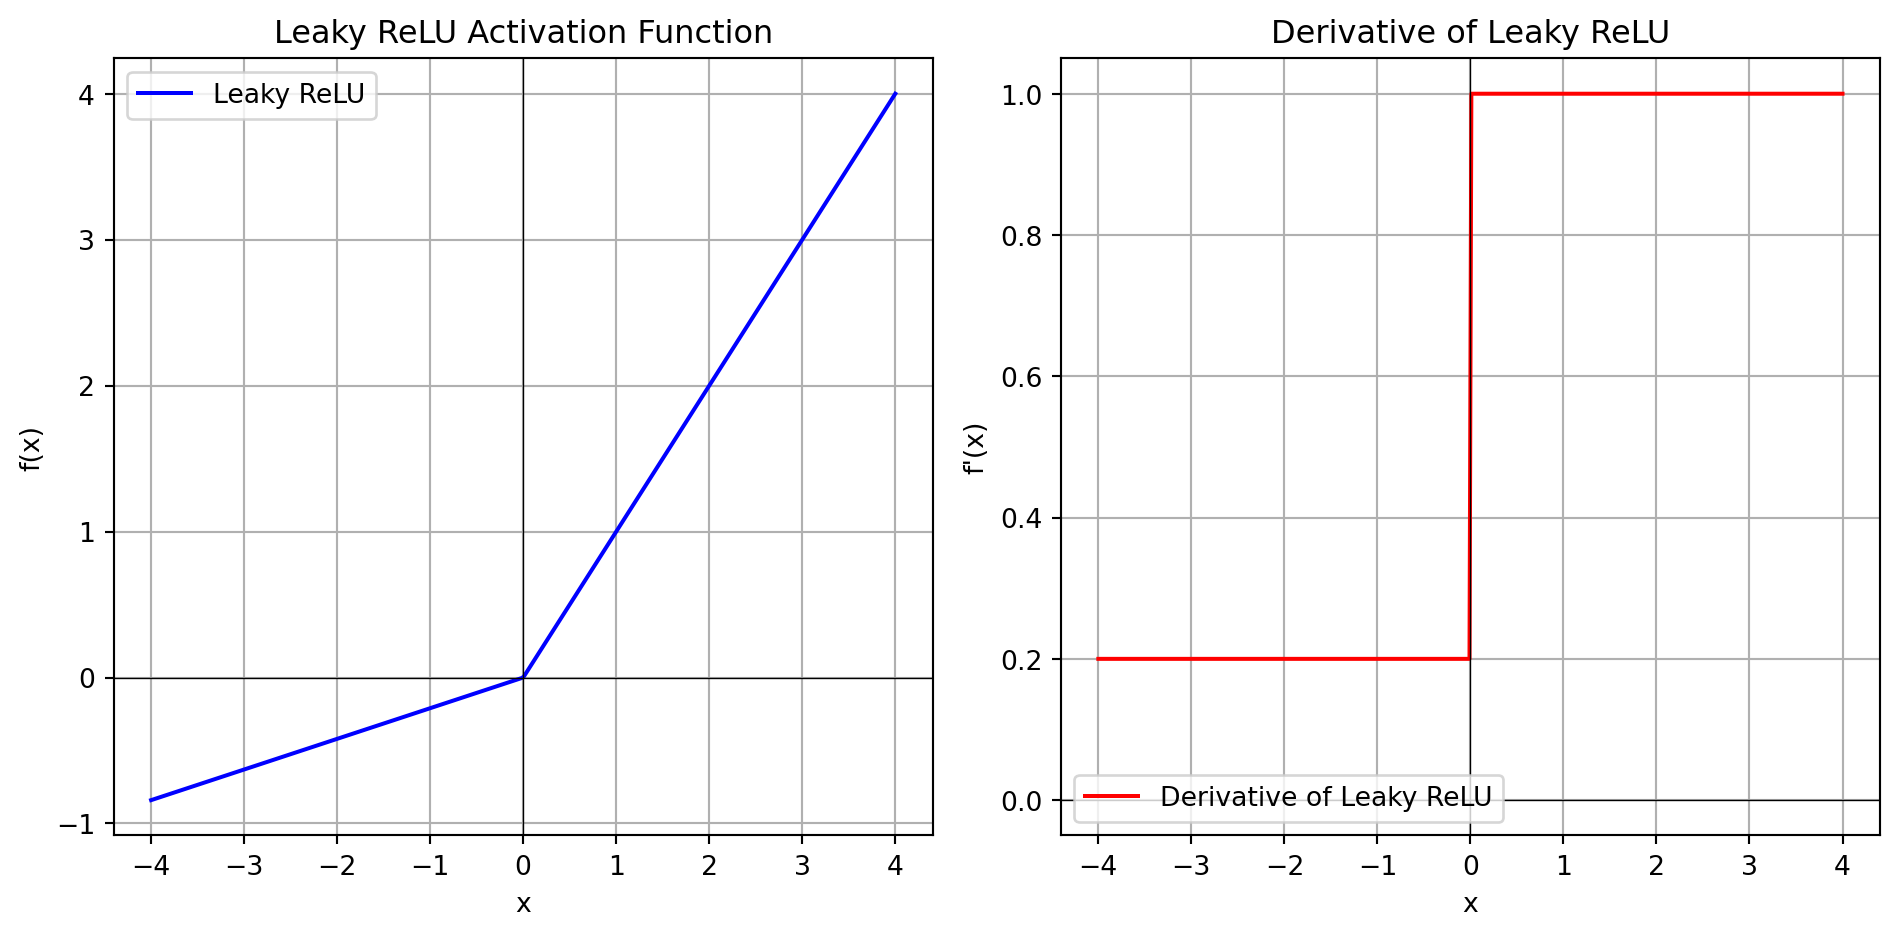 Leaky ReLU Activation Function
Leaky ReLU
4
3
2
1
0
−1
f(x)
−4 −3 −2 −1 0 1 2 3 4
x
Derivative of Leaky ReLU
1.0
0.8
0.6
0.4
0.2
0.0
f'(x)
Derivative of Leaky ReLU
−4 −3 −2 −1 0 1 2 3 4
x